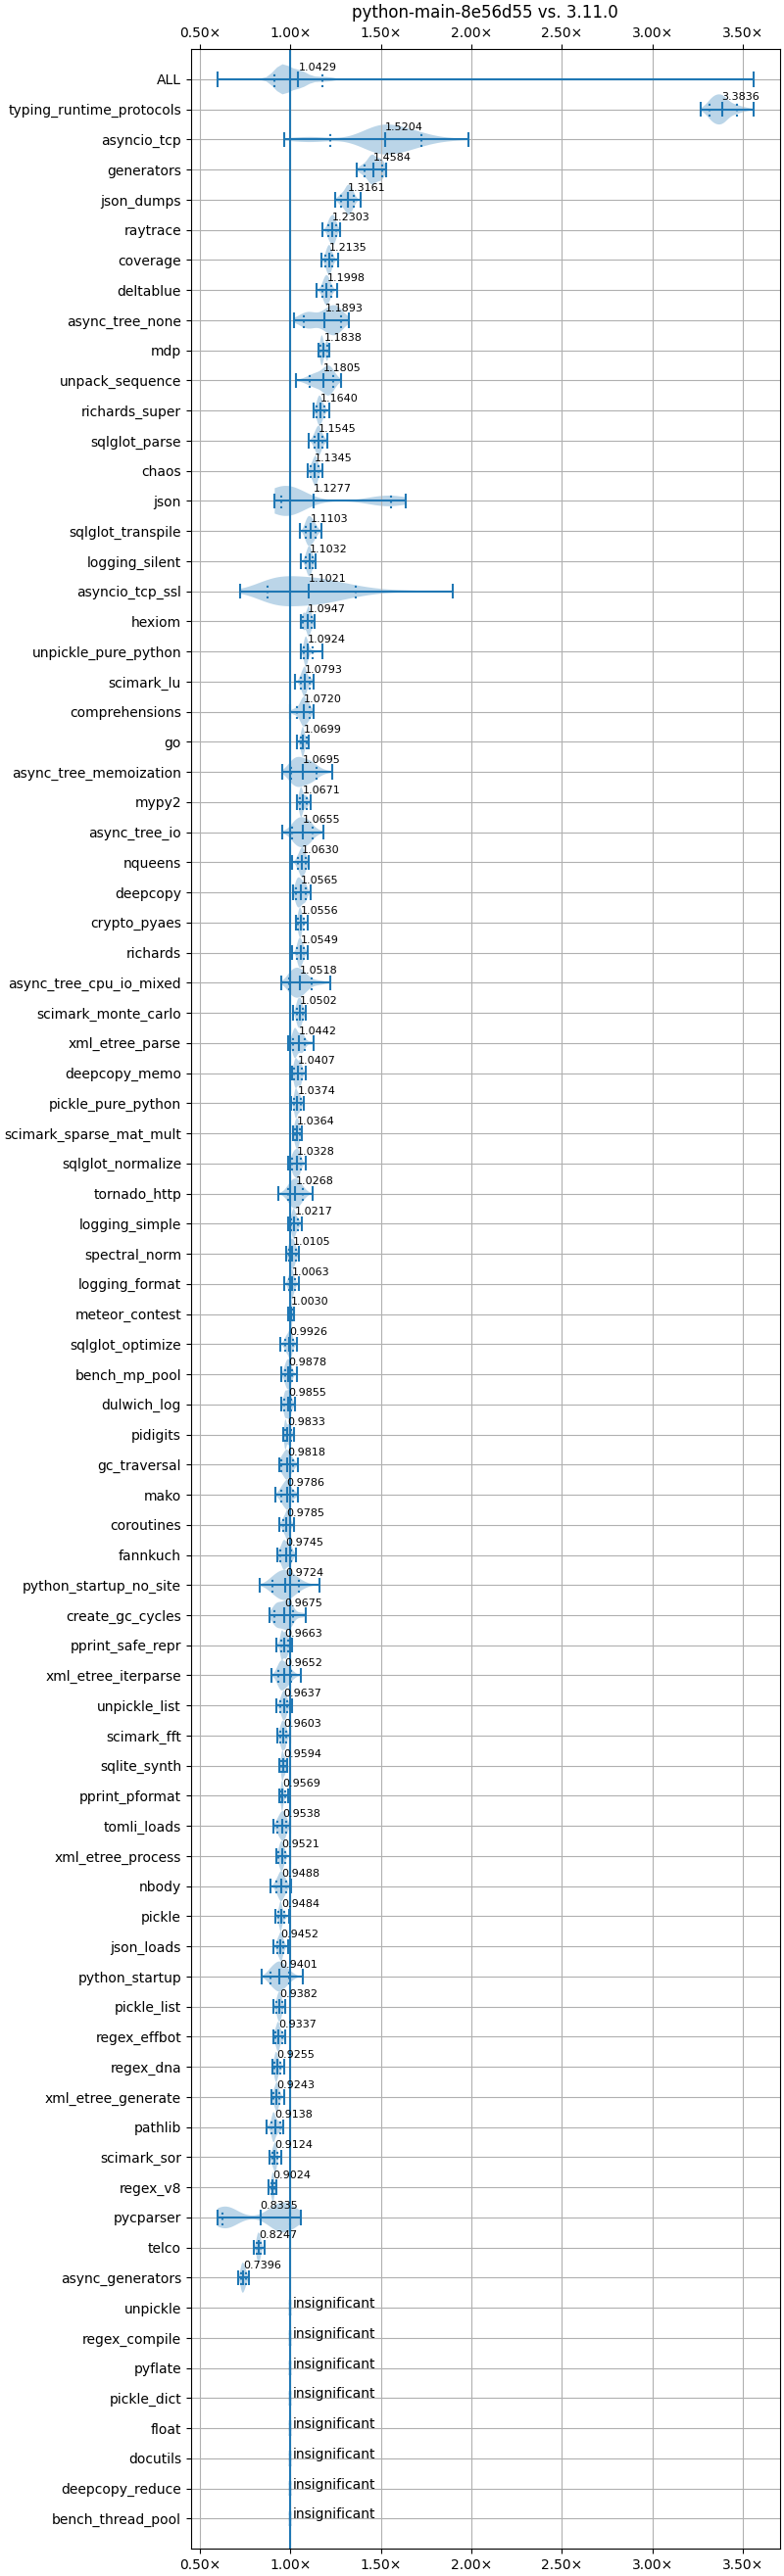 python-main-8e56d55 vs. 3.11.0
0.50× 1.00× 1.50× 2.00× 2.50× 3.00× 3.50×
ALL 1.0429
typing_runtime_protocols 3.3836
asyncio_tcp 1.5204
generators 1.4584
json_dumps 1.3161
raytrace 1.2303
coverage 1.2135
deltablue 1.1998
async_tree_none 1.1893
mdp 1.1838
unpack_sequence 1.1805
richards_super 1.1640
sqlglot_parse 1.1545
chaos 1.1345
json 1.1277
sqlglot_transpile 1.1103
logging_silent 1.1032
asyncio_tcp_ssl 1.1021
hexiom 1.0947
unpickle_pure_python 1.0924
scimark_lu 1.0793
comprehensions 1.0720
go 1.0699
async_tree_memoization 1.0695
mypy2 1.0671
async_tree_io 1.0655
nqueens 1.0630
deepcopy 1.0565
crypto_pyaes 1.0556
richards 1.0549
async_tree_cpu_io_mixed 1.0518
scimark_monte_carlo 1.0502
xml_etree_parse 1.0442
deepcopy_memo 1.0407
pickle_pure_python 1.0374
scimark_sparse_mat_mult 1.0364
sqlglot_normalize 1.0328
tornado_http 1.0268
logging_simple 1.0217
spectral_norm 1.0105
logging_format 1.0063
meteor_contest 1.0030
sqlglot_optimize 0.9926
bench_mp_pool 0.9878
dulwich_log 0.9855
pidigits 0.9833
gc_traversal 0.9818
mako 0.9786
coroutines 0.9785
fannkuch 0.9745
python_startup_no_site 0.9724
create_gc_cycles 0.9675
pprint_safe_repr 0.9663
xml_etree_iterparse 0.9652
unpickle_list 0.9637
scimark_fft 0.9603
sqlite_synth 0.9594
pprint_pformat 0.9569
tomli_loads 0.9538
xml_etree_process 0.9521
nbody 0.9488
pickle 0.9484
json_loads 0.9452
python_startup 0.9401
pickle_list 0.9382
regex_effbot 0.9337
regex_dna 0.9255
xml_etree_generate 0.9243
pathlib 0.9138
scimark_sor 0.9124
regex_v8 0.9024
pycparser 0.8335
telco 0.8247
async_generators 0.7396
unpickle insignificant
regex_compile insignificant
pyflate insignificant
pickle_dict insignificant
float insignificant
docutils insignificant
deepcopy_reduce insignificant
bench_thread_pool insignificant
0.50× 1.00× 1.50× 2.00× 2.50× 3.00× 3.50×